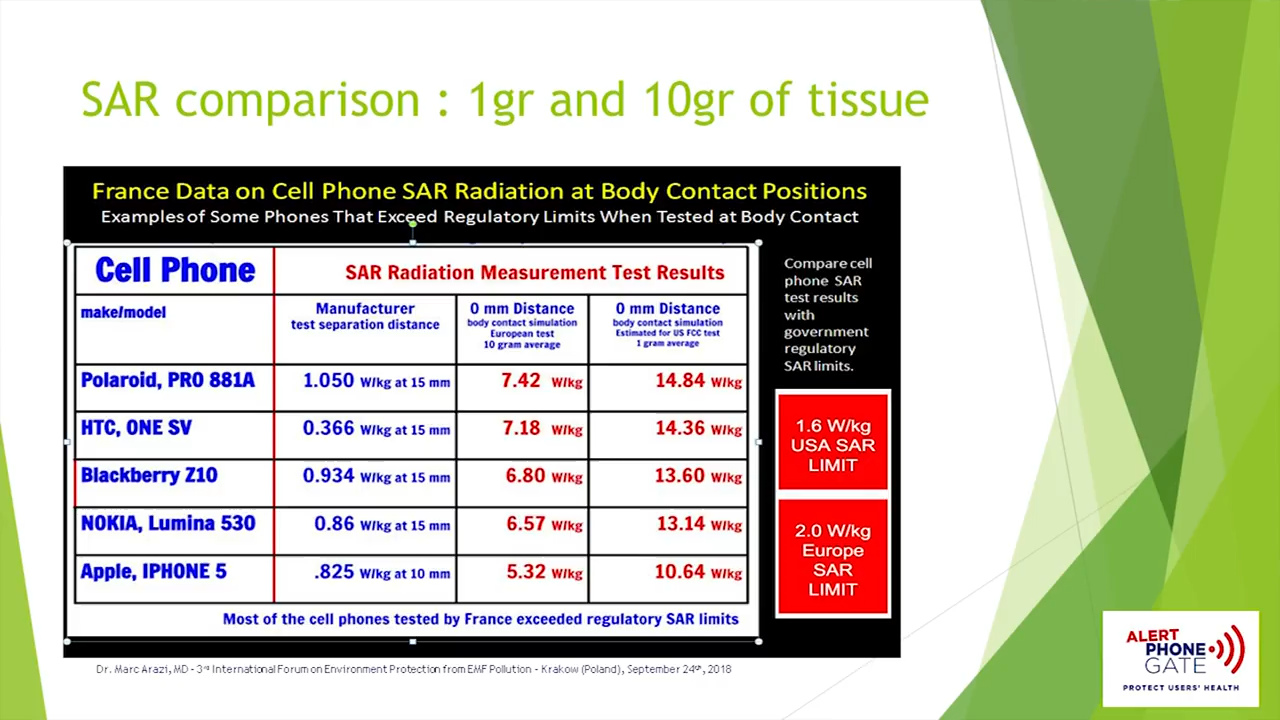 SAR comparison : 1gr and 10gr of tissue
France Data on Cell Phone SAR Radiation at Body Contact Positions
Examples of Some Phones That Exceed Regulatory Limits When Tested at Body Contact
Cell Phone
SAR Radiation Measurement Test Results
make/model
Manufacturer
test separation distance
0 mm Distance
body contact simulation
European test
10 gram average
0 mm Distance
body contact simulation
Estimated for US FCC test
1 gram average
Polaroid, PRO 881A 1.050 W/kg at 15 mm 7.42 W/kg 14.84 W/kg
HTC, ONE SV 0.366 W/kg at 15 mm 7.18 W/kg 14.36 W/kg
Blackberry Z10 0.934 W/kg at 15 mm 6.80 W/kg 13.60 W/kg
NOKIA, Lumina 530 0.86 W/kg at 15 mm 6.57 W/kg 13.14 W/kg
Apple, IPHONE 5 .825 W/kg at 10 mm 5.32 W/kg 10.64 W/kg
Most of the cell phones tested by France exceeded regulatory SAR limits
Compare cell
phone SAR
test results
with
government
regulatory
SAR limits.
1.6 W/kg
USA SAR
LIMIT
2.0 W/kg
Europe
SAR
LIMIT
Dr. Marc Arazi, MD - 3rd International Forum on Environment Protection from EMF Pollution - Krakow (Poland), September 24th, 2018
ALERT
PHONE
GATE
PROTECT USERS' HEALTH